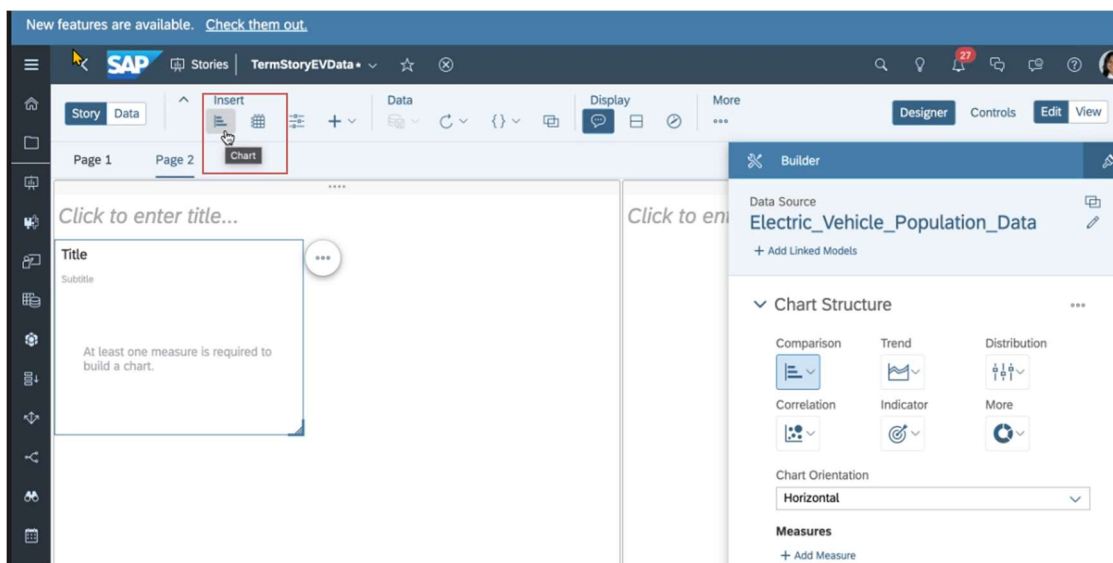 New features are available. Check them out.
SAP Stories TermStoryEVData • 27
Story Data Insert Data Display More Designer Controls Edit View
Chart
Page 1 Page 2
Builder
Click to enter title...
Click to en
Title
Subtitle
At least one measure is required to
build a chart.
Data Source
Electric_Vehicle_Population_Data
+ Add Linked Models
Chart Structure
Comparison Trend Distribution
Correlation Indicator More
Chart Orientation
Horizontal
Measures
+ Add Measure